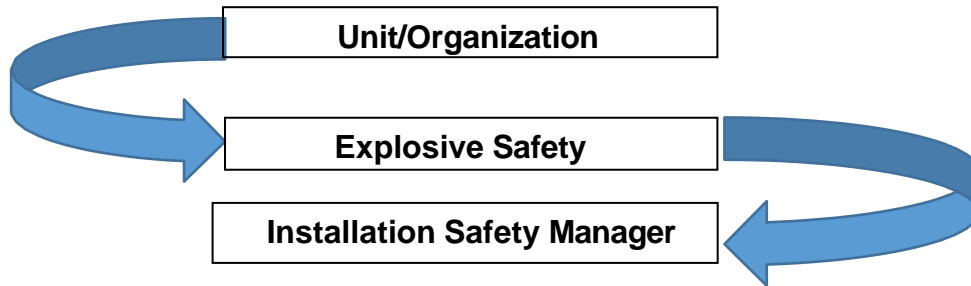 Unit/Organization
Explosive Safety
Installation Safety Manager